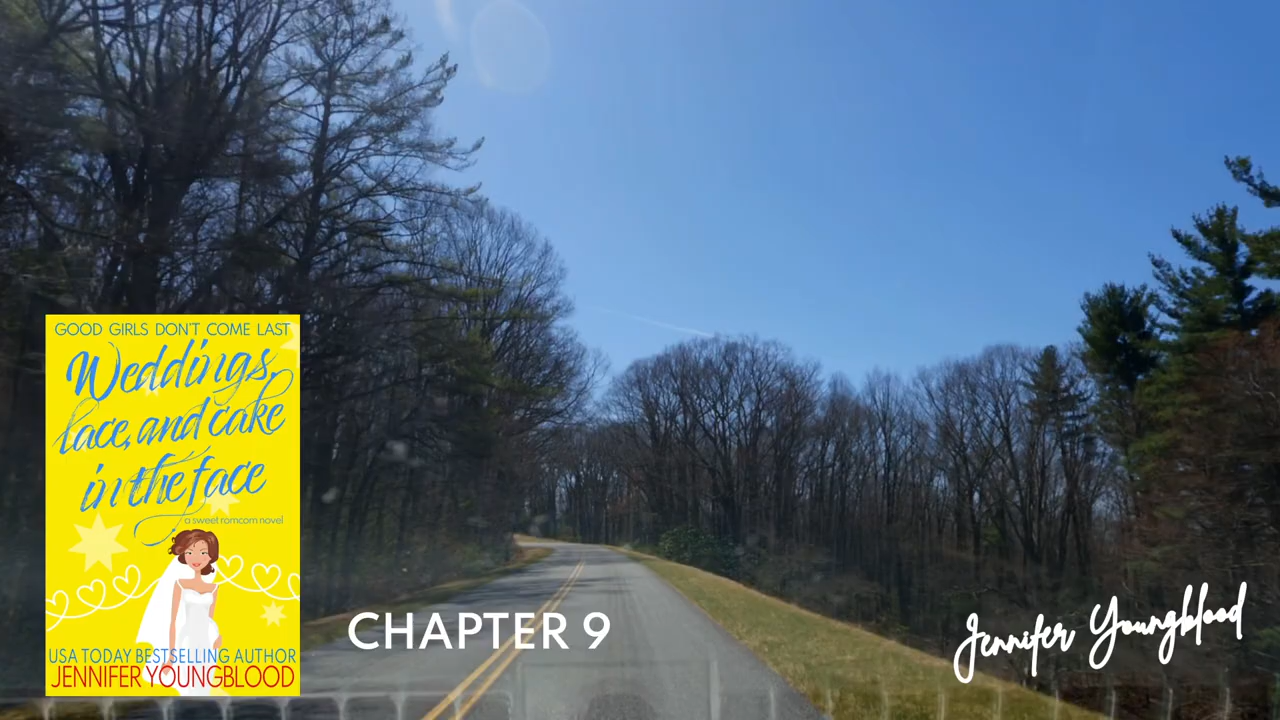 GOOD GIRLS DON'T COME LAST
Weddings,
lace, and cake
in the face
a sweet romcom novel
USA TODAY BESTSELLING AUTHOR
JENNIFER YOUNGBLOOD
CHAPTER 9
Jennifer Youngblood